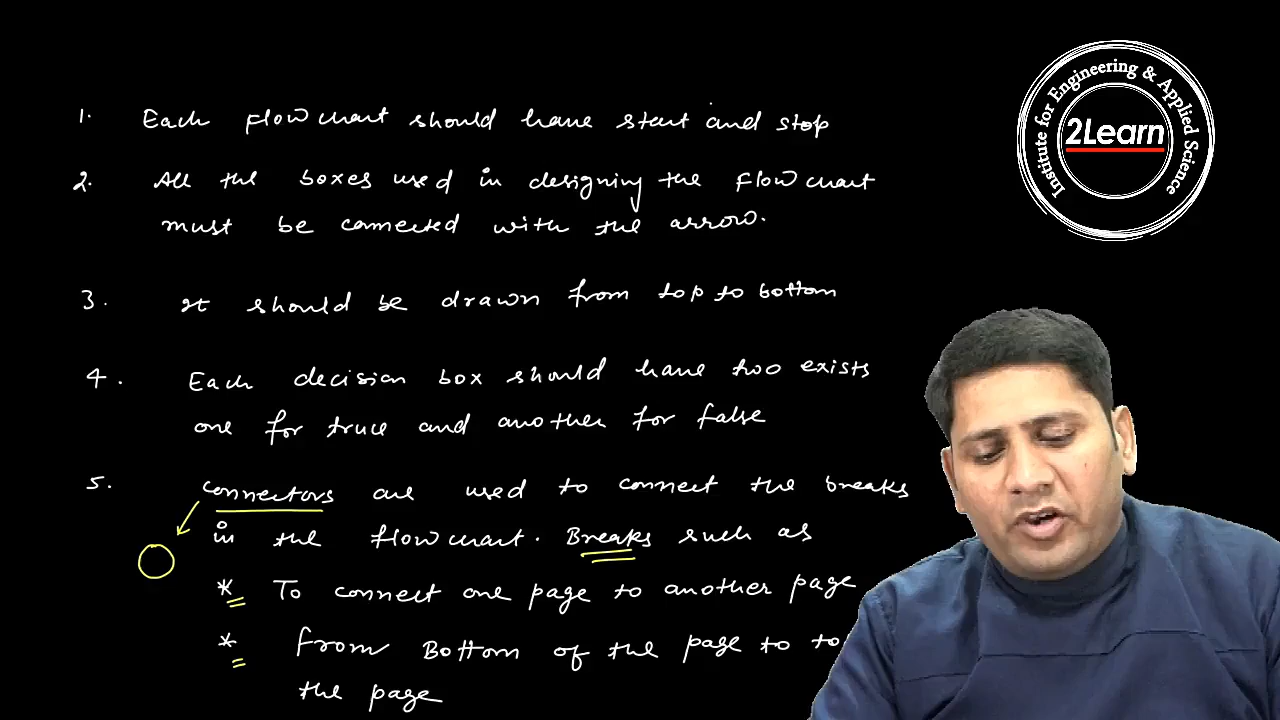 1. Each flowchart should have start and stop
2. All the boxes used in designing the flowchart
must be connected with the arrow.
3. It should be drawn from top to bottom
4. Each decision box should have two exists
one for true and another for false
5. connectors are used to connect the breaks
in the flowchart. Breaks such as
* To connect one page to another page
* from Bottom of the page to to
the page
Institute for Engineering & Applied Science
2Learn